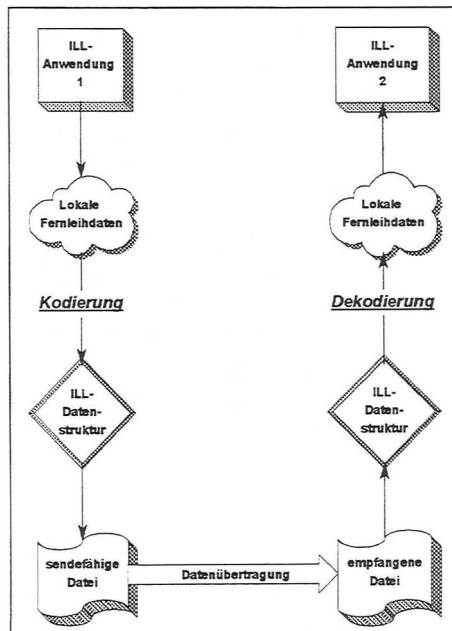 ILL-
Anwendung
1
Lokale
Fernleihdaten
Kodierung
ILL-
Daten-
struktur
sendefähige
Datei
Datenübertragung
ILL-
Anwendung
2
Lokale
Fernleihdaten
Dekodierung
ILL-
Daten-
struktur
empfangene
Datei